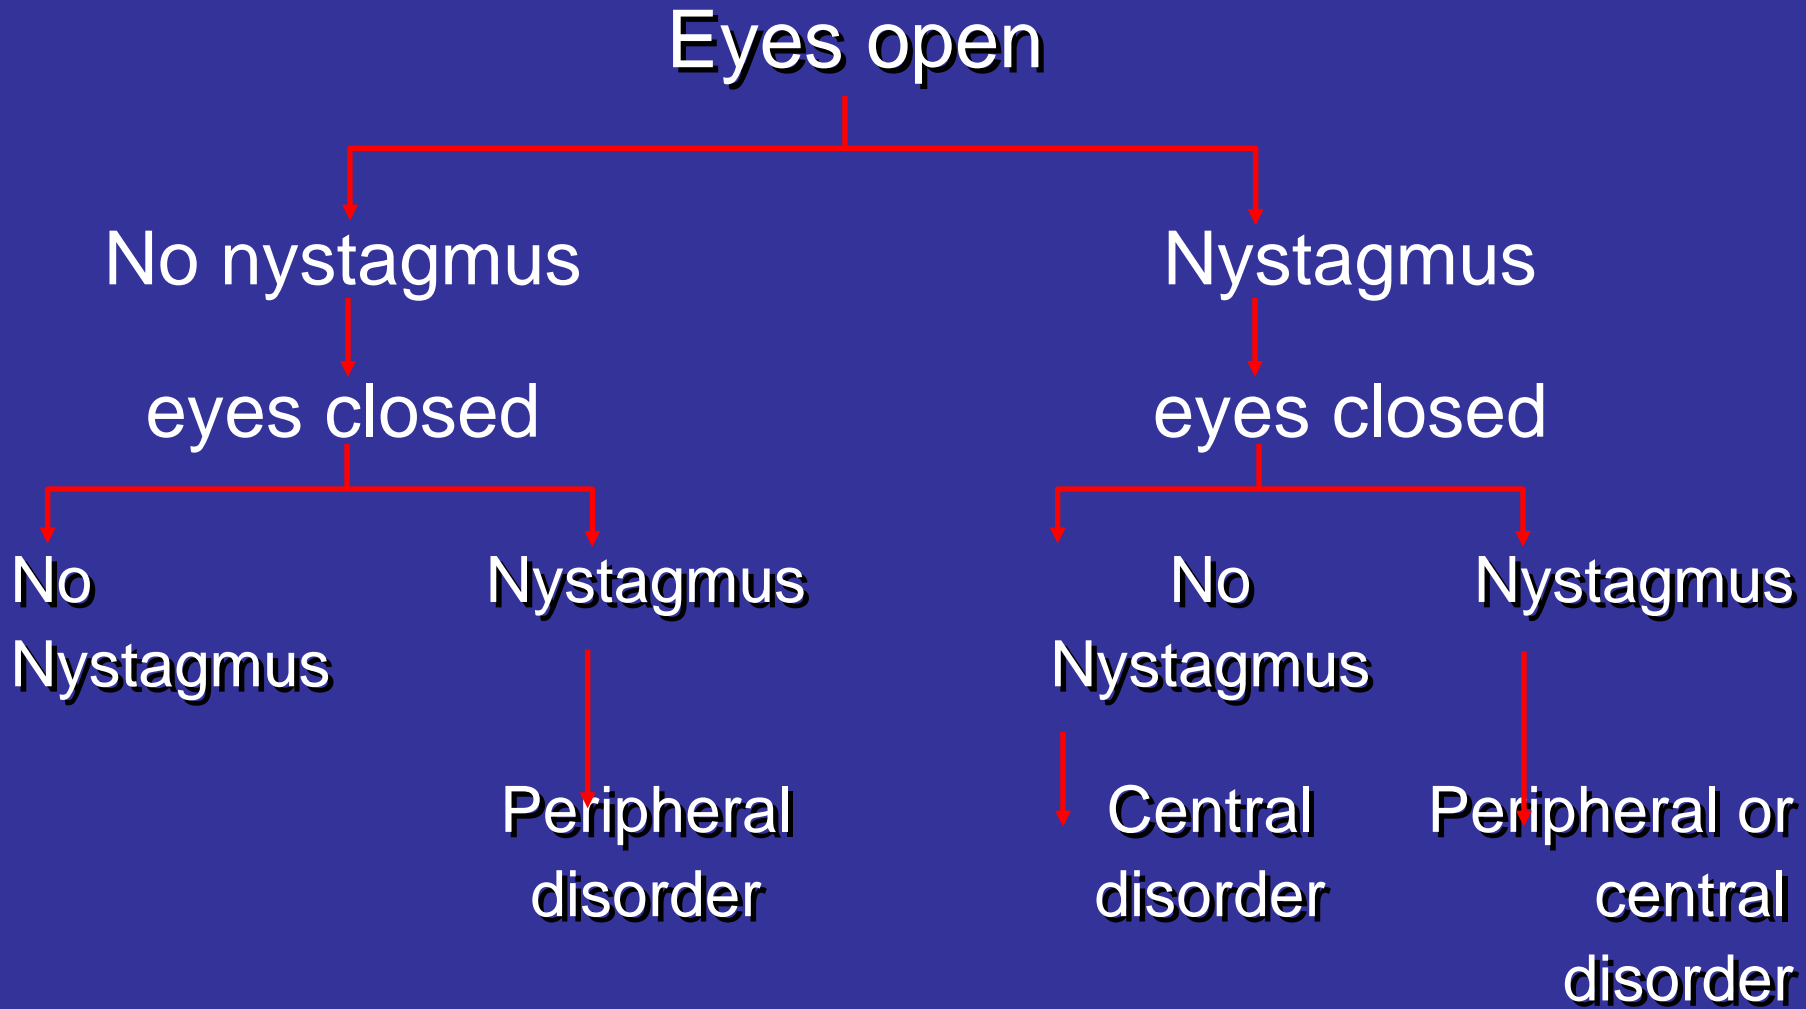 Eyes open
No nystagmus
Nystagmus
eyes closed
eyes closed
No
Nystagmus
Nystagmus
No
Nystagmus
Nystagmus
Peripheral
disorder
Central
disorder
Peripheral or
central
disorder